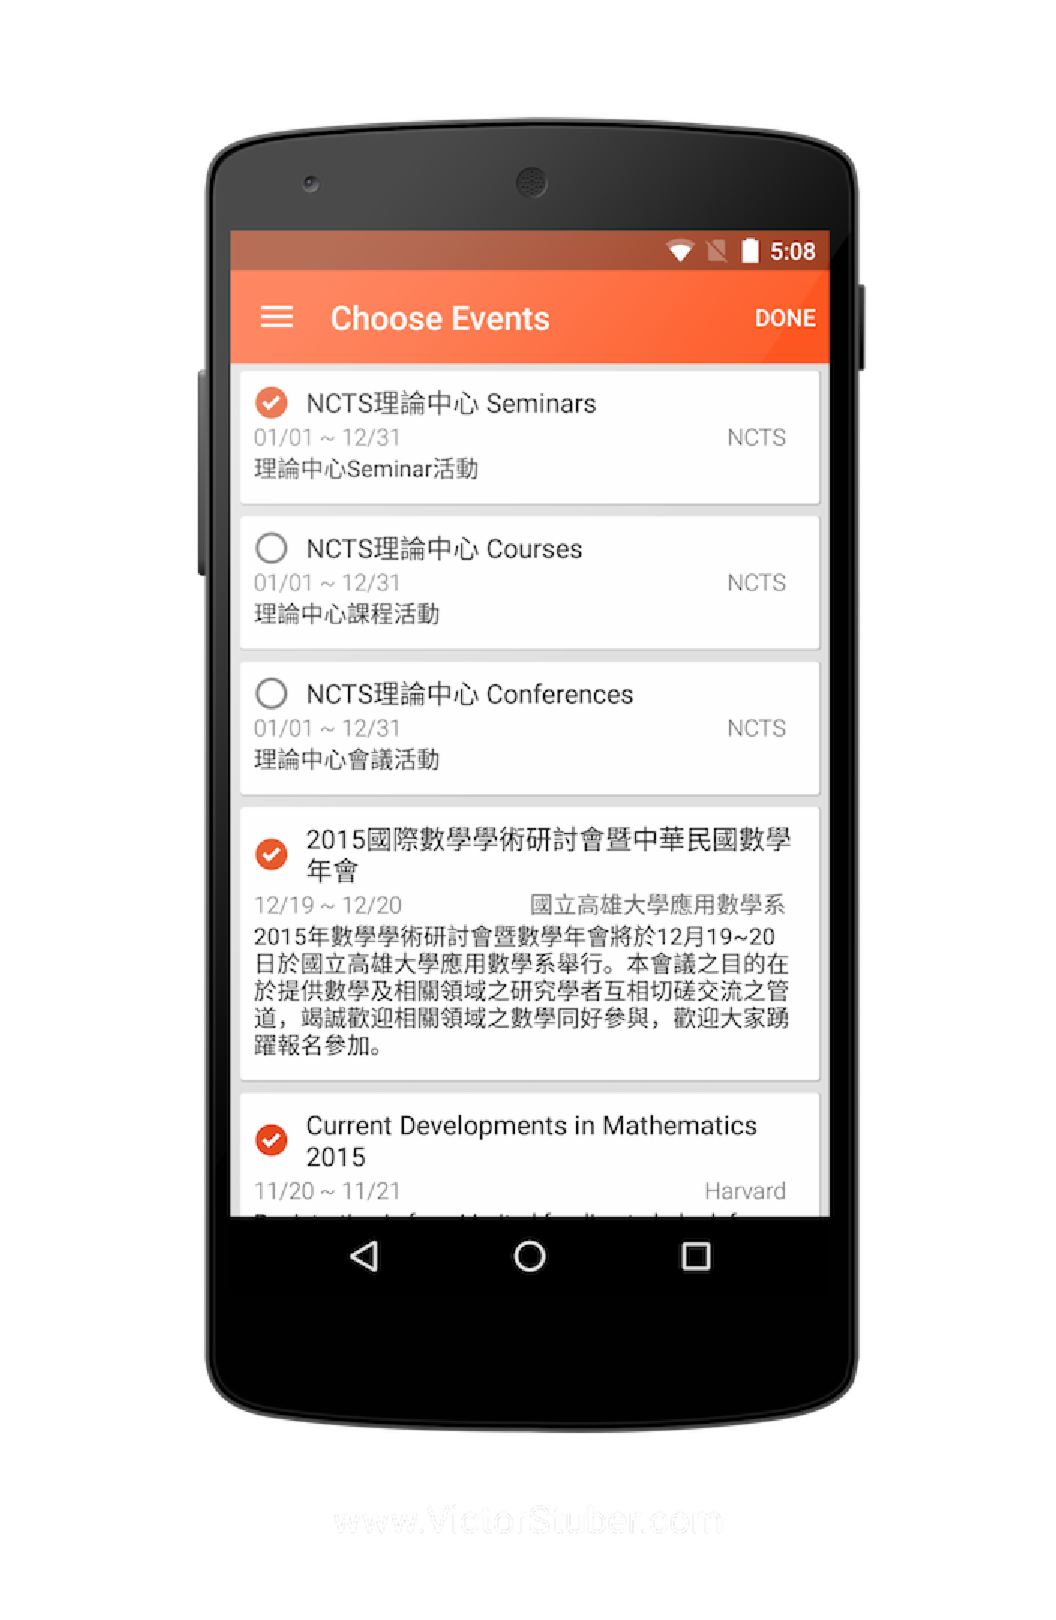 5:08
Choose Events
DONE
NCTS理論中心 Seminars
01/01 ~ 12/31
NCTS
理論中心Seminar活動
NCTS理論中心 Courses
01/01 ~ 12/31
NCTS
理論中心課程活動
NCTS理論中心 Conferences
01/01 ~ 12/31
NCTS
理論中心會議活動
2015國際數學學術研討會暨中華民國數學
年會
12/19 ~ 12/20
國立高雄大學應用數學系
2015年數學學術研討會暨數學年會將於12月19~20
日於國立高雄大學應用數學系舉行。本會議之目的在
於提供數學及相關領域之研究學者互相切磋交流之管
道，竭誠歡迎相關領域之數學同好參與，歡迎大家踴
躍報名參加。
Current Developments in Mathematics
2015
11/20 ~ 11/21
Harvard
www.VictorStuber.com